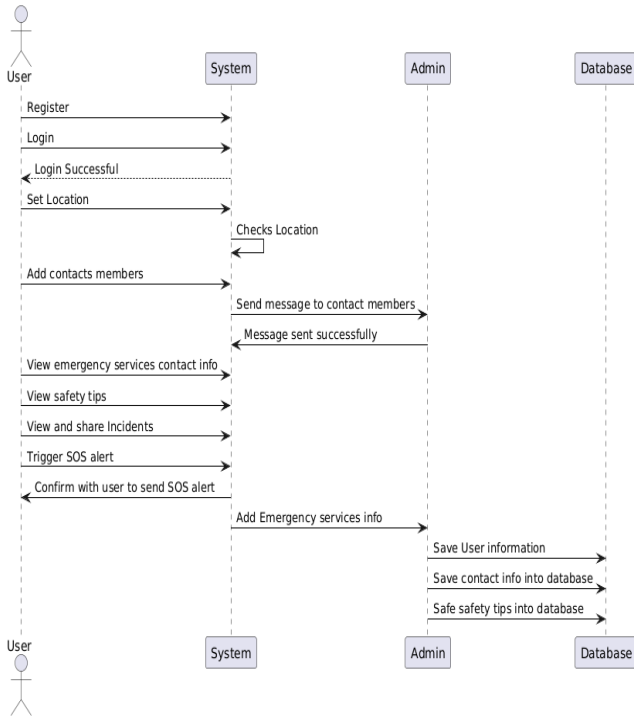 User
System
Admin
Database
Register
Login
Login Successful
Set Location
Checks Location
Add contacts members
Send message to contact members
Message sent successfully
View emergency services contact info
View safety tips
View and share Incidents
Trigger SOS alert
Confirm with user to send SOS alert
Add Emergency services info
Save User information
Save contact info into database
Safe safety tips into database
User
System
Admin
Database